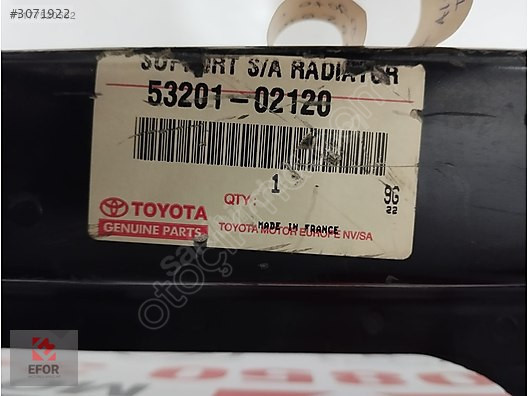 #3071922
SUPPORT S/A RADIATOR
53201-02120
1
QTY:
9G
22
TOYOTA
GENUINE PARTS
MADE IN FRANCE
TOYOTA MOTOR EUROPE NV/SA
EFOR